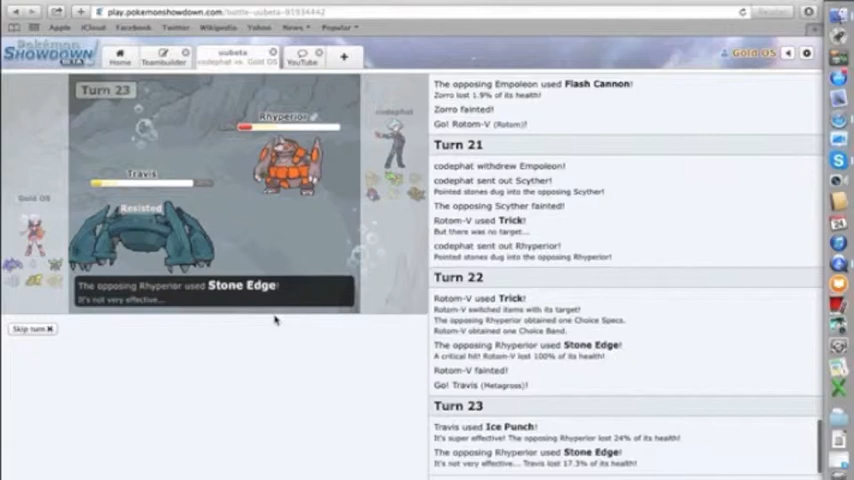 play.pokemonshowdown.com/battle-uubeta-81934442
Reader
Apple iCloud Facebook Twitter Wikipedia Yahoo News Popular
Pokémon
SHOWDOWN!
BETA
Home
Teambuilder
uubeta
codephat vs. Gold OS
YouTube
Gold OS
Turn 23
Rhyperior
codephat
Travis
Gold OS
Resisted
The opposing Rhyperior used Stone Edge!
It's not very effective...
Skip turn
The opposing Empoleon used Flash Cannon!
Zorro lost 1.9% of its health!
Zorro fainted!
Go! Rotom-V (Rotom)!
Turn 21
codephat withdrew Empoleon!
codephat sent out Scyther!
Pointed stones dug into the opposing Scyther!
The opposing Scyther fainted!
Rotom-V used Trick!
But there was no target...
codephat sent out Rhyperior!
Pointed stones dug into the opposing Rhyperior!
Turn 22
Rotom-V used Trick!
Rotom-V switched items with its target!
The opposing Rhyperior obtained one Choice Specs.
Rotom-V obtained one Choice Band.
The opposing Rhyperior used Stone Edge!
A critical hit! Rotom-V lost 100% of its health!
Rotom-V fainted!
Go! Travis (Metagross)!
Turn 23
Travis used Ice Punch!
It's super effective! The opposing Rhyperior lost 24% of its health!
The opposing Rhyperior used Stone Edge!
It's not very effective... Travis lost 17.3% of its health!
24